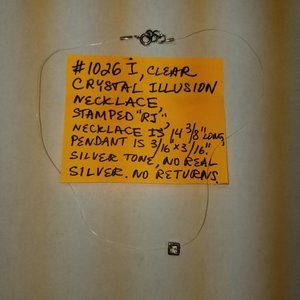 #1026 I, CLEAR
CRYSTAL ILLUSION
NECKLACE,
STAMPED "RJ".
NECKLACE IS 14 3/8" LONG,
PENDANT IS 3/16 X 3/16".
SILVER TONE, NO REAL
SILVER. NO RETURNS.